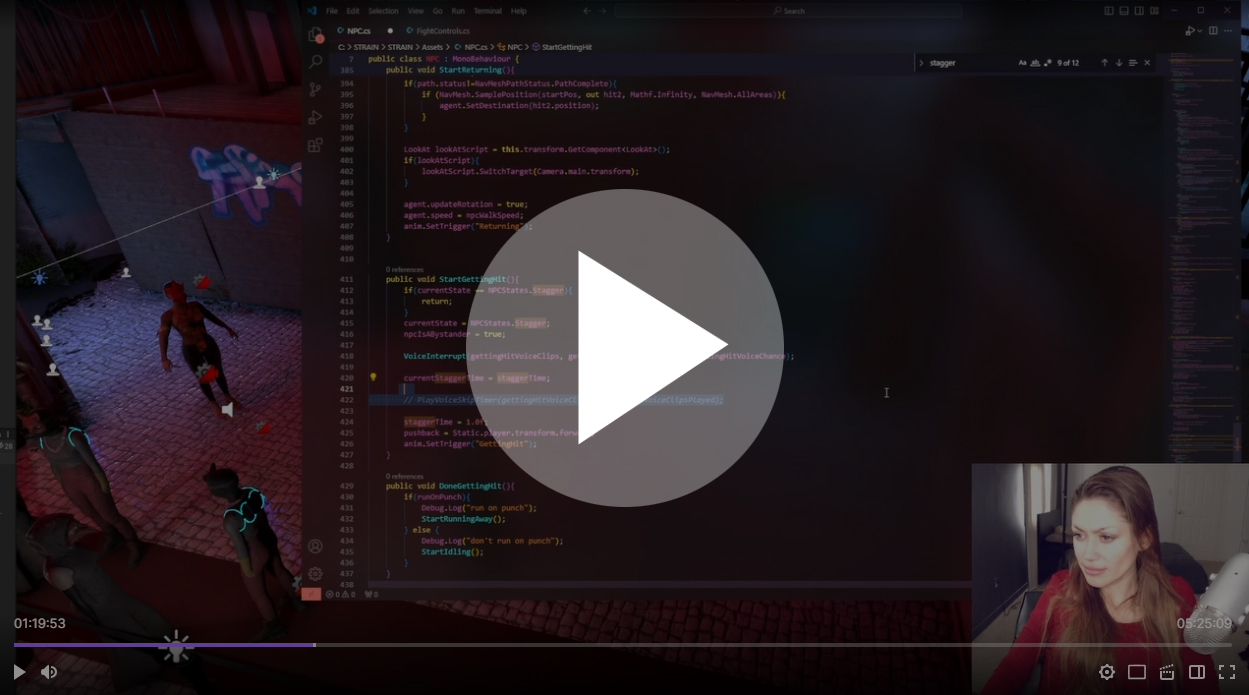 File Edit Selection View Go Run Terminal Help
Search
NPC.cs FightControls.cs
C: > STRAIN > STRAIN > Assets > NPC.cs > NPC > StartGettingHit
7 public class NPC : MonoBehaviour {
stagger Aa ab 9 of 12
385 public void StartReturning(){
394 if(path.status!=NavMeshPathStatus.PathComplete){
395 if (NavMesh.SamplePosition(startPos, out hit2, Mathf.Infinity, NavMesh.AllAreas)){
396 agent.SetDestination(hit2.position);
397 }
398 }
399
400 LookAt lookAtScript = this.transform.GetComponent<LookAt>();
401 if(lookAtScript){
402 lookAtScript.SwitchTarget(Camera.main.transform);
403 }
404
405 agent.updateRotation = true;
406 agent.speed = npcWalkSpeed;
407 anim.SetTrigger("Returning");
408 }
409
410
0 references
411 public void StartGettingHit(){
412 if(currentState == NPCStates.Stagger){
413 return;
414 }
415 currentState = NPCStates.Stagger;
416 npcIsABystander = true;
417
418 VoiceInterrupt(gettingHitVoiceClips, ge HitVoiceChance);
419
420 currentStaggerTime = staggerTime;
421
422 // PlayVoiceSkipTimer(gettingHitVoiceCl VoiceClipsPlayed);
423
424 staggerTime = 1.0f;
425 pushback = Static.player.transform.forw
426 anim.SetTrigger("GettingHit");
427 }
428
0 references
429 public void DoneGettingHit(){
430 if(runOnPunch){
431 Debug.Log("run on punch");
432 StartRunningAway();
433 } else {
434 Debug.Log("don't run on punch");
435 StartIdling();
436 }
437 }
438
0 0 0
01:19:53
05:25:09